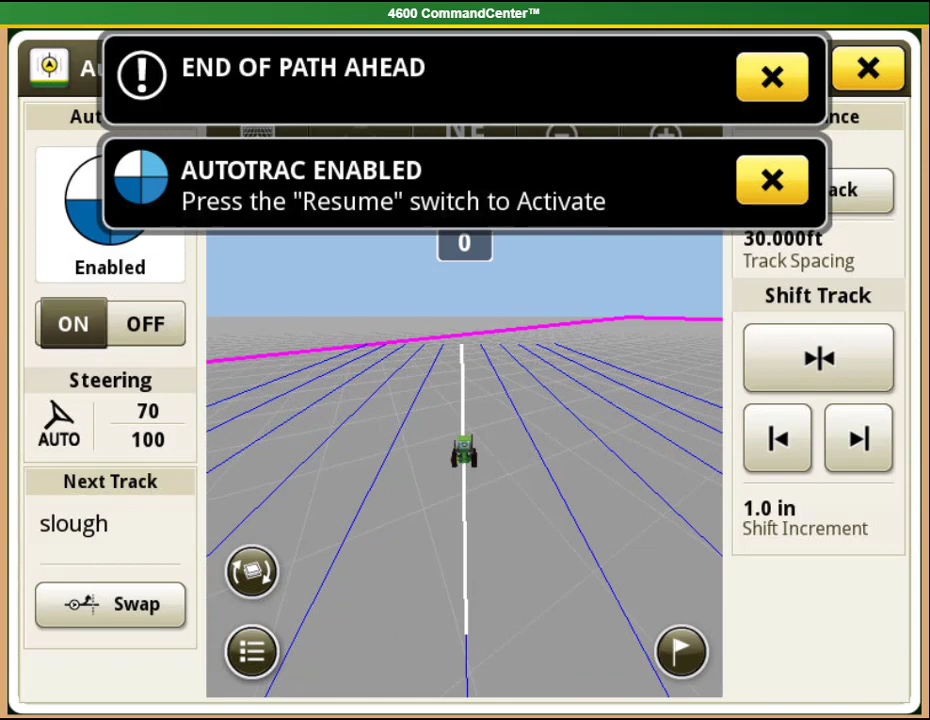 4600 CommandCenter™
END OF PATH AHEAD
AUTOTRAC ENABLED
Press the "Resume" switch to Activate
0
Enabled
ON OFF
Steering
AUTO
70
100
Next Track
slough
Swap
30.000ft
Track Spacing
Shift Track
1.0 in
Shift Increment